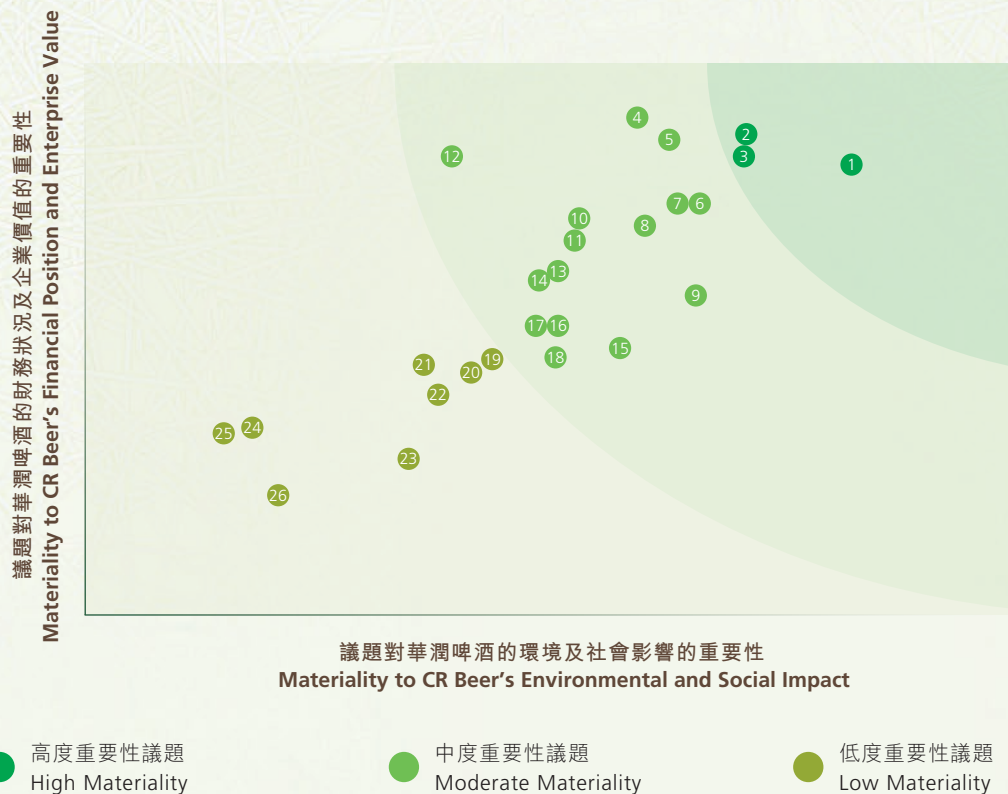 議題對華潤啤酒的財務狀況及企業價值的重要性
Materiality to CR Beer's Financial Position and Enterprise Value
4
2
5
12
3
1
7
6
10
8
11
13
14
9
17
16
15
18
19
21
20
22
24
25
23
26
議題對華潤啤酒的環境及社會影響的重要性
Materiality to CR Beer's Environmental and Social Impact
高度重要性議題
High Materiality
中度重要性議題
Moderate Materiality
低度重要性議題
Low Materiality